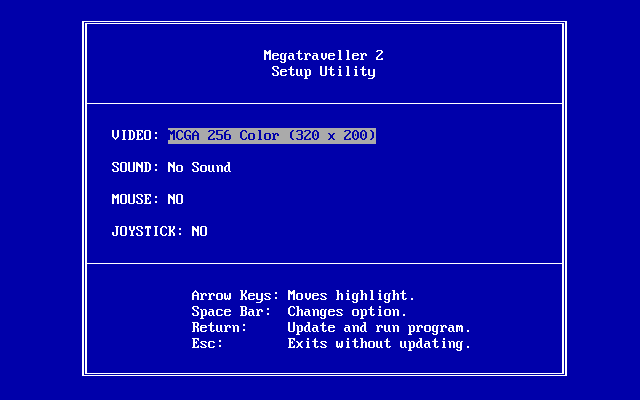 Megatraveller 2
Setup Utility
VIDEO: MCGA 256 Color (320 x 200)
SOUND: No Sound
MOUSE: NO
JOYSTICK: NO
Arrow Keys: Moves highlight.
Space Bar: Changes option.
Return: Update and run program.
Esc: Exits without updating.